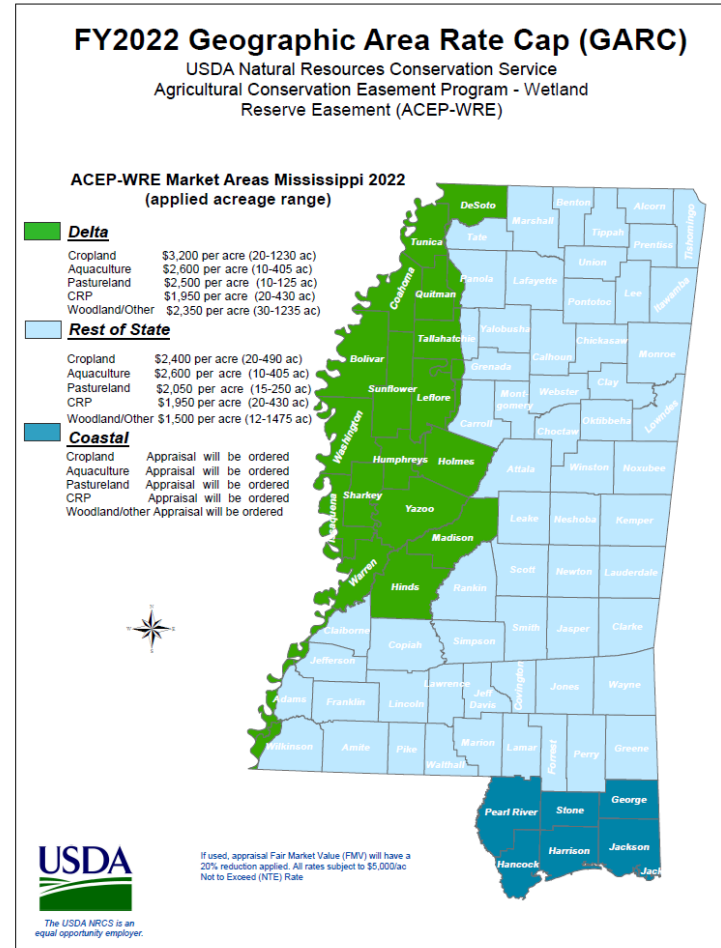 FY2022 Geographic Area Rate Cap (GARC)
USDA Natural Resources Conservation Service
Agricultural Conservation Easement Program - Wetland
Reserve Easement (ACEP-WRE)
ACEP-WRE Market Areas Mississippi 2022
(applied acreage range)
Delta
Cropland $3,200 per acre (20-1230 ac)
Aquaculture $2,600 per acre (10-405 ac)
Pastureland $2,500 per acre (10-125 ac)
CRP $1,950 per acre (20-430 ac)
Woodland/Other $2,350 per acre (30-1235 ac)
Rest of State
Cropland $2,400 per acre (20-490 ac)
Aquaculture $2,600 per acre (10-405 ac)
Pastureland $2,050 per acre (15-250 ac)
CRP $1,950 per acre (20-430 ac)
Woodland/Other $1,500 per acre (12-1475 ac)
Coastal
Cropland Appraisal will be ordered
Aquaculture Appraisal will be ordered
Pastureland Appraisal will be ordered
CRP Appraisal will be ordered
Woodland/other Appraisal will be ordered
DeSoto
Marshall
Benton
Tippah
Alcorn
Tishomingo
Prentiss
Tunica
Tate
Union
Coahoma
Panola
Lafayette
Lee
Itawamba
Quitman
Pontotoc
Tallahatchie
Yalobusha
Chickasaw
Monroe
Bolivar
Grenada
Calhoun
Sunflower
Leflore
Clay
Webster
Mont-
gomery
Lowndes
Carroll
Choctaw
Oktibbeha
Washington
Humphreys
Holmes
Attala
Winston
Noxubee
Sharkey
Yazoo
Leake
Neshoba
Kemper
Issaquena
Madison
Warren
Hinds
Rankin
Scott
Newton
Lauderdale
Claiborne
Copiah
Simpson
Smith
Jasper
Clarke
Jefferson
Lawrence
Jeff
Davis
Covington
Jones
Wayne
Adams
Franklin
Lincoln
Wilkinson
Amite
Pike
Walthall
Marion
Lamar
Forrest
Perry
Greene
Pearl River
Stone
George
Hancock
Harrison
Jackson
Jack
USDA
The USDA NRCS is an
equal opportunity employer.
If used, appraisal Fair Market Value (FMV) will have a
20% reduction applied. All rates subject to $5,000/ac
Not to Exceed (NTE) Rate